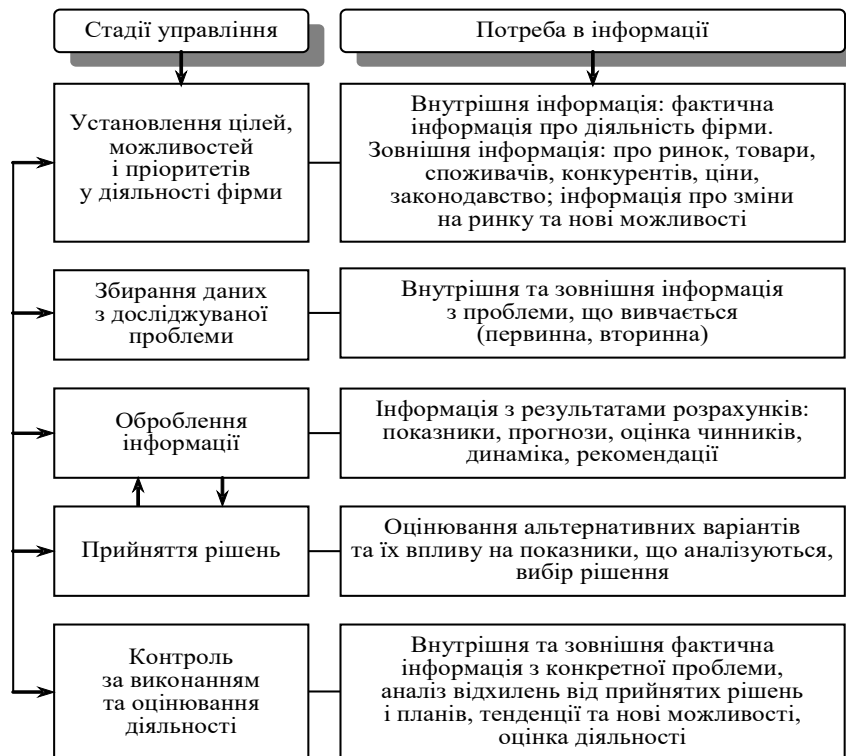 Стадії управління
Потреба в інформації
Установлення цілей,
можливостей
і пріоритетів
у діяльності фірми
Внутрішня інформація: фактична
інформація про діяльність фірми.
Зовнішня інформація: про ринок, товари,
споживачів, конкурентів, ціни,
законодавство; інформація про зміни
на ринку та нові можливості
Збирання даних
з досліджуваної
проблеми
Внутрішня та зовнішня інформація
з проблеми, що вивчається
(первинна, вторинна)
Оброблення
інформації
Інформація з результатами розрахунків:
показники, прогнози, оцінка чинників,
динаміка, рекомендації
Прийняття рішень
Оцінювання альтернативних варіантів
та їх впливу на показники, що аналізуються,
вибір рішення
Контроль
за виконанням
та оцінювання
діяльності
Внутрішня та зовнішня фактична
інформація з конкретної проблеми,
аналіз відхилень від прийнятих рішень
і планів, тенденції та нові можливості,
оцінка діяльності